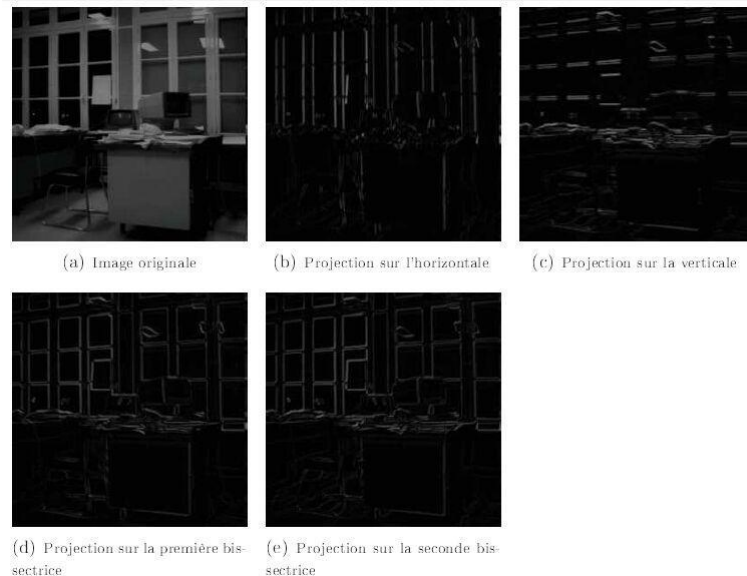 (a) Image originale
(b) Projection sur l'horizontale
(c) Projection sur la verticale
(d) Projection sur la première bis-
sectrice
(e) Projection sur la seconde bis-
sectrice